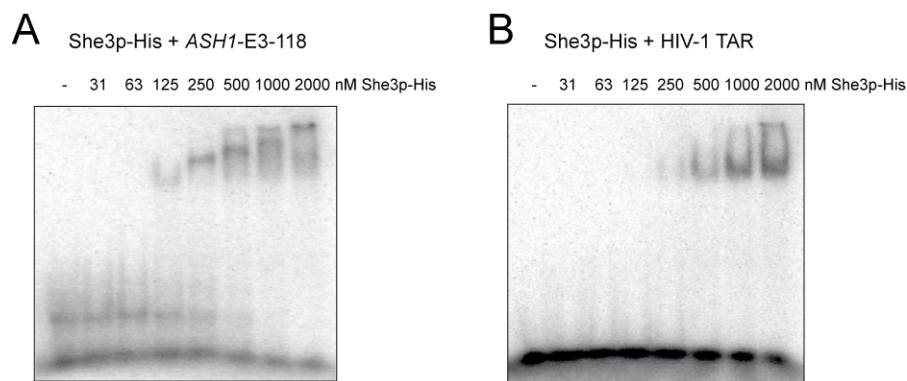 A
She3p-His + ASH1-E3-118
- 31 63 125 250 500 1000 2000 nM She3p-His
B
She3p-His + HIV-1 TAR
- 31 63 125 250 500 1000 2000 nM She3p-His